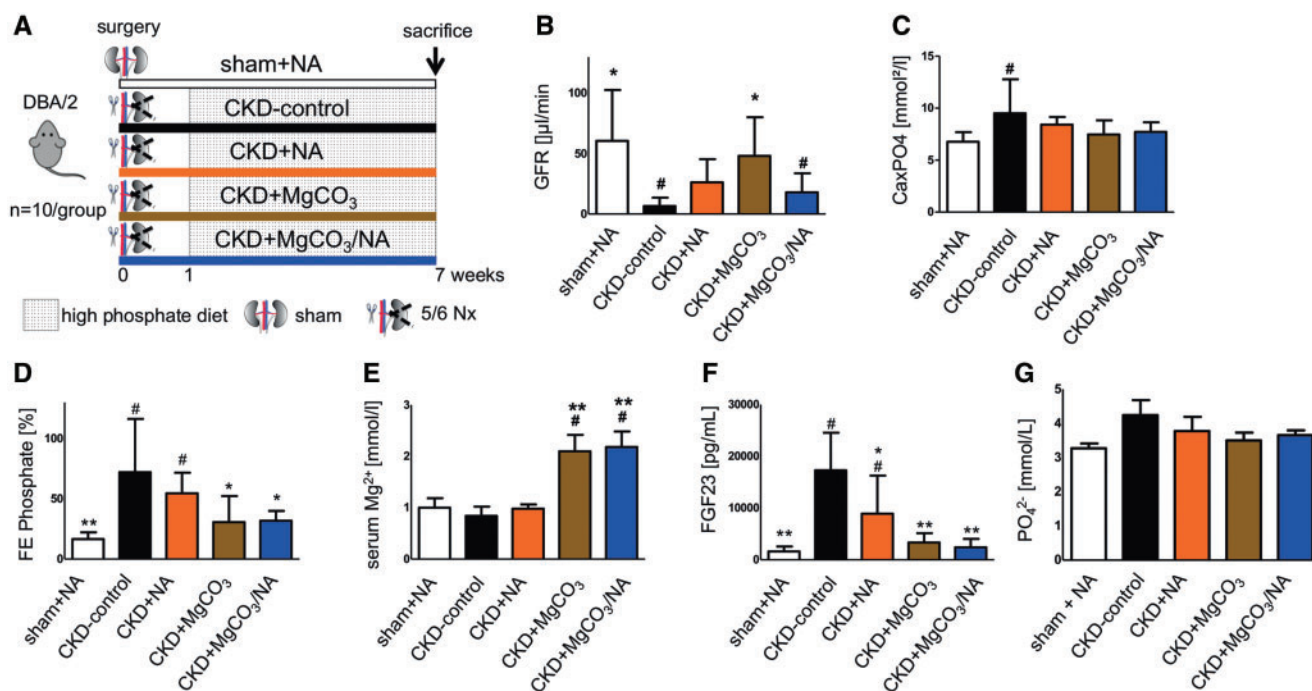 A
surgery
sacrifice
sham+NA
DBA/2
CKD-control
CKD+NA
n=10/group
CKD+MgCO₃
CKD+MgCO₃/NA
0 1 7 weeks
high phosphate diet sham 5/6 Nx
B
GFR []µl/min]
100
50
0
*
#
*
#
sham+NA
CKD-control
CKD+NA
CKD+MgCO₃
CKD+MgCO₃/NA
C
CaxPO4 [mmol²/l]
15
10
5
0
#
sham+NA
CKD-control
CKD+NA
CKD+MgCO₃
CKD+MgCO₃/NA
D
FE Phosphate [%]
100
50
0
**
#
#
*
*
sham+NA
CKD-control
CKD+NA
CKD+MgCO₃
CKD+MgCO₃/NA
E
serum Mg²⁺ [mmol/l]
3
2
1
0
**
#
**
#
sham+NA
CKD-control
CKD+NA
CKD+MgCO₃
CKD+MgCO₃/NA
F
FGF23 [pg/mL]
30000
20000
10000
0
**
#
*
#
**
**
sham+NA
CKD-control
CKD+NA
CKD+MgCO₃
CKD+MgCO₃/NA
G
PO₄²⁻ [mmol/L]
5
4
3
2
1
0
sham + NA
CKD-control
CKD+NA
CKD+MgCO₃
CKD+MgCO₃/NA